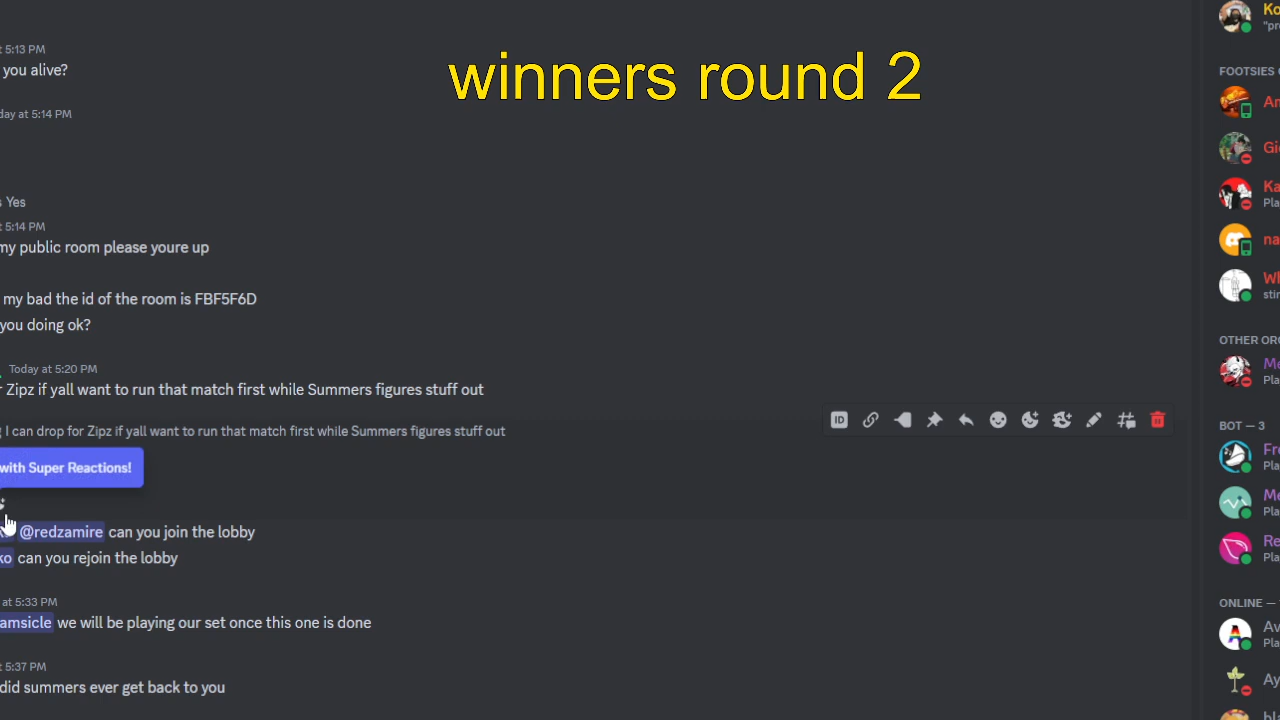 winners round 2
5:13 PM
you alive?
at 5:14 PM
Yes
5:14 PM
my public room please youre up
my bad the id of the room is FBF5F6D
you doing ok?
Today at 5:20 PM
Zipz if yall want to run that match first while Summers figures stuff out
I can drop for Zipz if yall want to run that match first while Summers figures stuff out
ID
with Super Reactions!
@redzamire can you join the lobby
can you rejoin the lobby
at 5:33 PM
we will be playing our set once this one is done
5:37 PM
did summers ever get back to you
FOOTSIES
OTHER
BOT — 3
ONLINE —